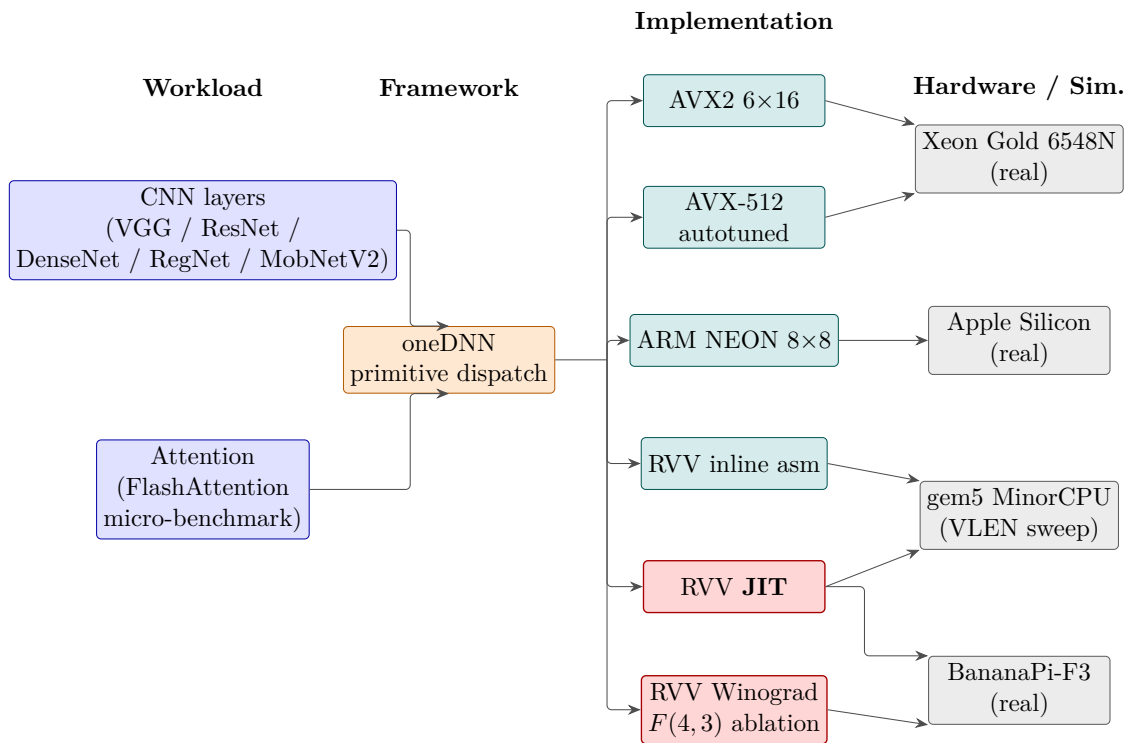 Implementation
Workload
Framework
Hardware / Sim.
CNN layers
(VGG / ResNet /
DenseNet / RegNet / MobNetV2)
Attention
(FlashAttention
micro-benchmark)
oneDNN
primitive dispatch
AVX2 6×16
AVX-512
autotuned
ARM NEON 8×8
RVV inline asm
RVV JIT
RVV Winograd
F(4, 3) ablation
Xeon Gold 6548N
(real)
Apple Silicon
(real)
gem5 MinorCPU
(VLEN sweep)
BananaPi-F3
(real)